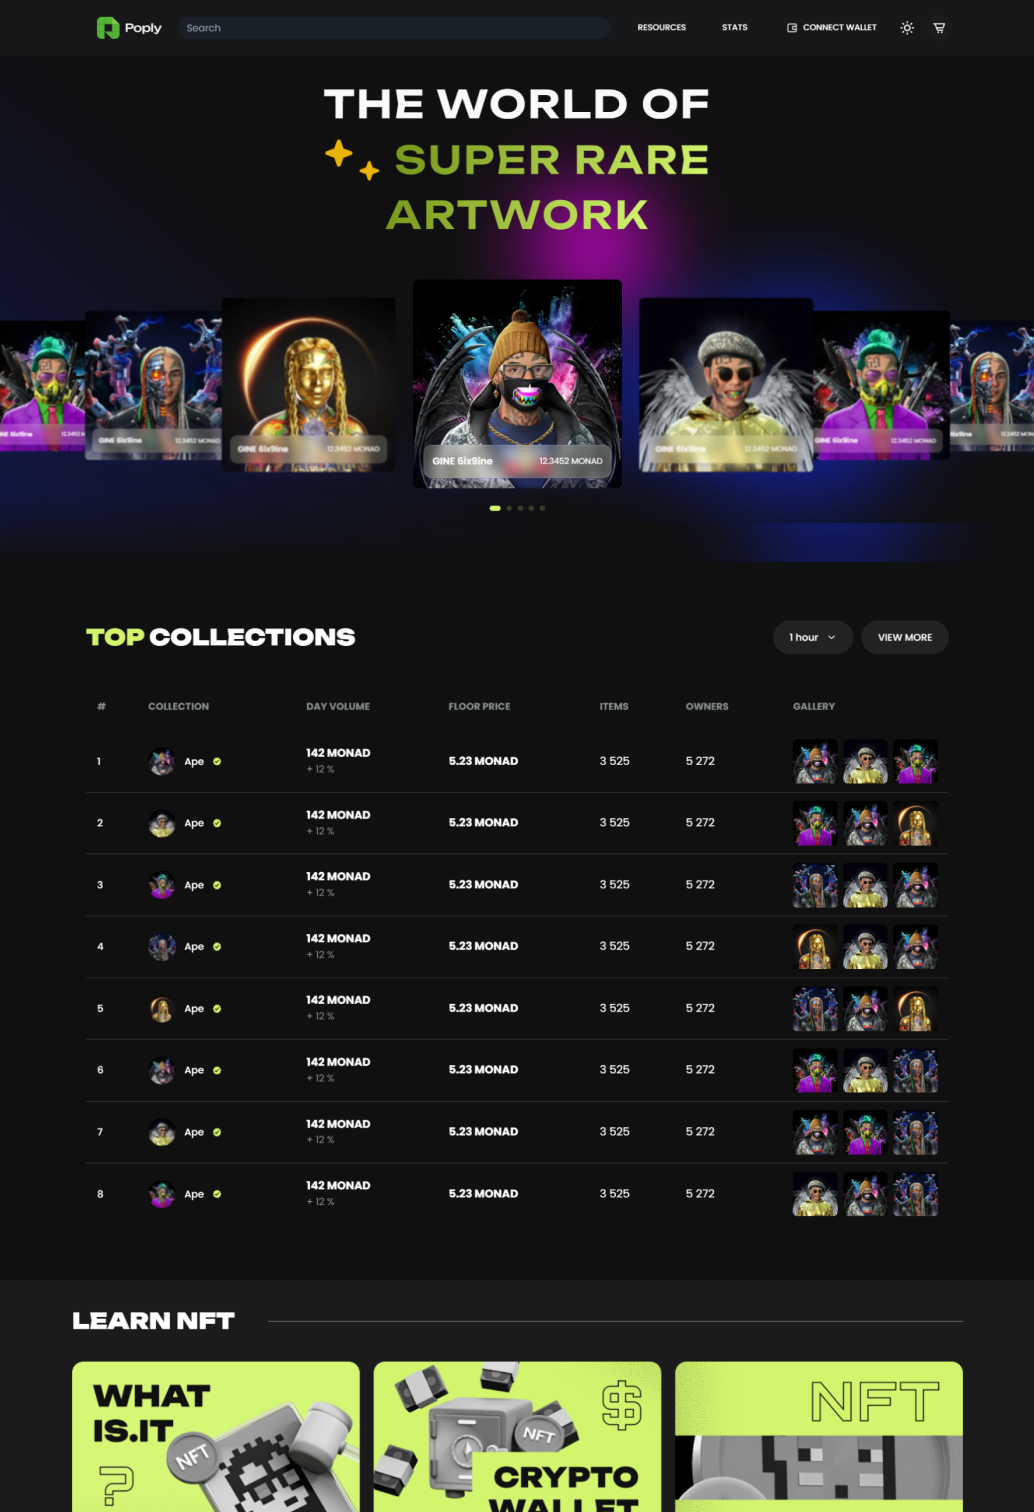 Poply
Search
RESOURCES
STATS
CONNECT WALLET
THE WORLD OF
SUPER RARE
ARTWORK
GINE 6ix9ine
12.3452 MONAD
GINE 6ix9ine
12.3452 MONAD
GINE 6ix9ine
12.3452 MONAD
GINE 6ix9ine
12.3452 MONAD
GINE 6ix9ine
12.3452 MONAD
TOP COLLECTIONS
1 hour
VIEW MORE
# COLLECTION DAY VOLUME FLOOR PRICE ITEMS OWNERS GALLERY
1 Ape 142 MONAD 5.23 MONAD 3 525 5 272
+ 12 %
2 Ape 142 MONAD 5.23 MONAD 3 525 5 272
+ 12 %
3 Ape 142 MONAD 5.23 MONAD 3 525 5 272
+ 12 %
4 Ape 142 MONAD 5.23 MONAD 3 525 5 272
+ 12 %
5 Ape 142 MONAD 5.23 MONAD 3 525 5 272
+ 12 %
6 Ape 142 MONAD 5.23 MONAD 3 525 5 272
+ 12 %
7 Ape 142 MONAD 5.23 MONAD 3 525 5 272
+ 12 %
8 Ape 142 MONAD 5.23 MONAD 3 525 5 272
+ 12 %
LEARN NFT
WHAT
IS.IT
?
NFT
$
NFT
CRYPTO
WALLET
NFT